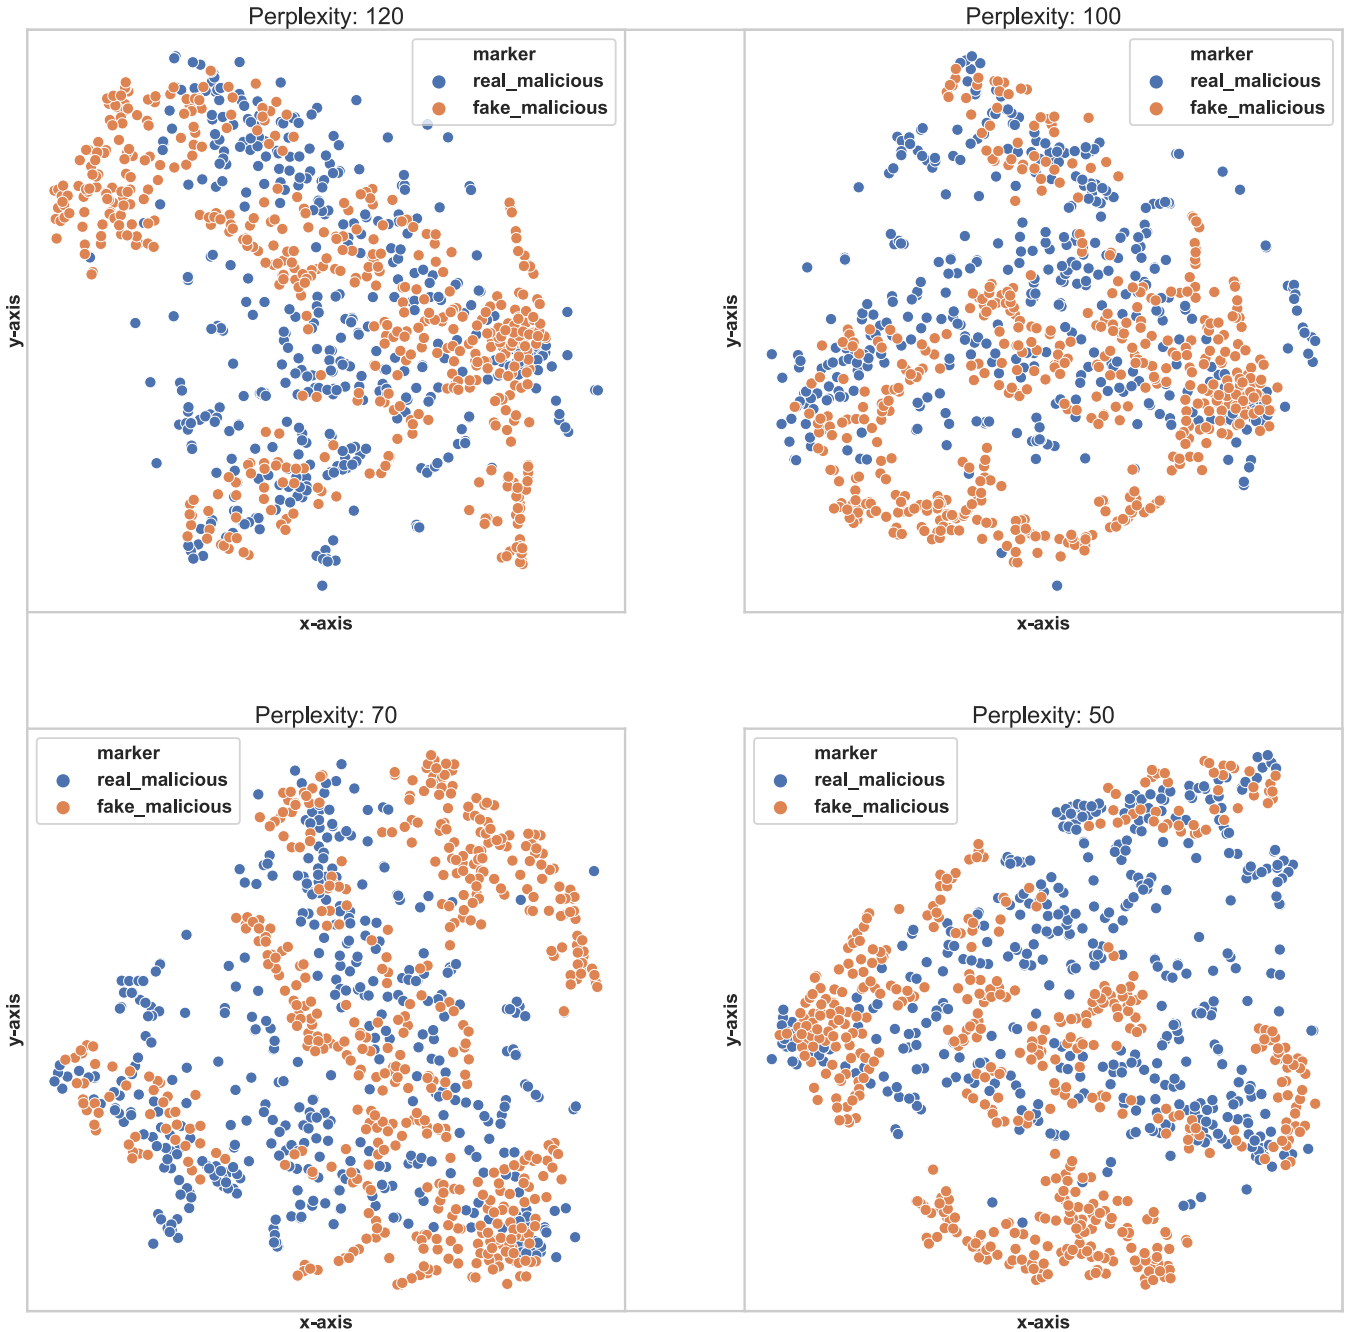 Perplexity: 120
marker
real_malicious
fake_malicious
y-axis
x-axis
Perplexity: 100
marker
real_malicious
fake_malicious
y-axis
x-axis
Perplexity: 70
marker
real_malicious
fake_malicious
y-axis
x-axis
Perplexity: 50
marker
real_malicious
fake_malicious
y-axis
x-axis